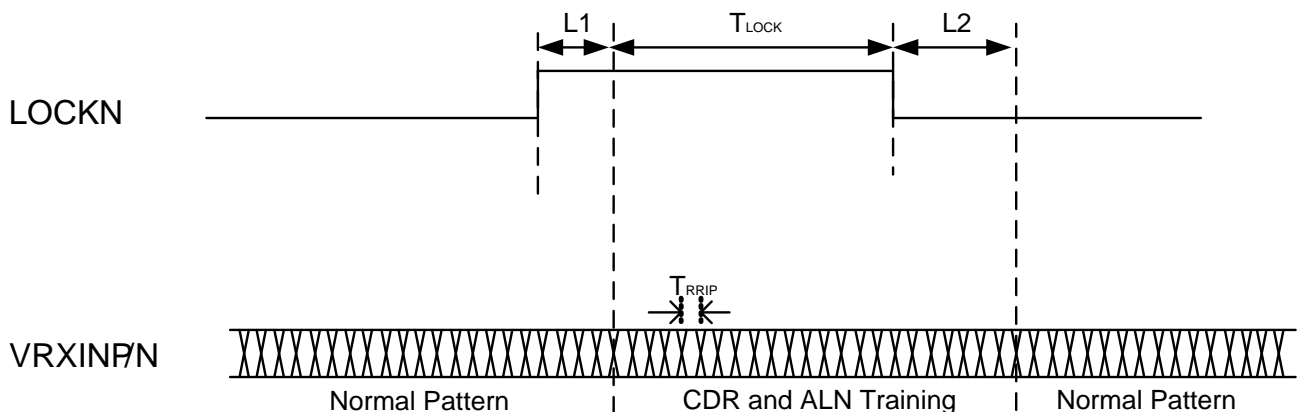 L1 TLOCK L2
LOCKN
TRRIP
VRXINP/N
Normal Pattern CDR and ALN Training Normal Pattern